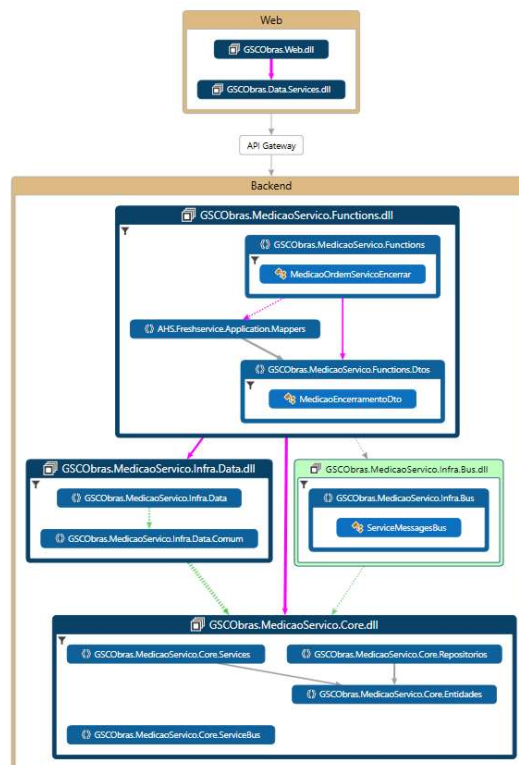 Web
GSCObras.Web.dll
GSCObras.Data.Services.dll
API Gateway
Backend
GSCObras.MedicaoServico.Functions.dll
GSCObras.MedicaoServico.Functions
MedicaoOrdemServicoEncerrar
AHS.Freshservice.Application.Mappers
GSCObras.MedicaoServico.Functions.Dtos
MedicaoEncerramentoDto
GSCObras.MedicaoServico.Infra.Data.dll
GSCObras.MedicaoServico.Infra.Data
GSCObras.MedicaoServico.Infra.Data.Comum
GSCObras.MedicaoServico.Infra.Bus.dll
GSCObras.MedicaoServico.Infra.Bus
ServiceMessagesBus
GSCObras.MedicaoServico.Core.dll
GSCObras.MedicaoServico.Core.Services
GSCObras.MedicaoServico.Core.Repositorios
GSCObras.MedicaoServico.Core.Entidades
GSCObras.MedicaoServico.Core.ServiceBus